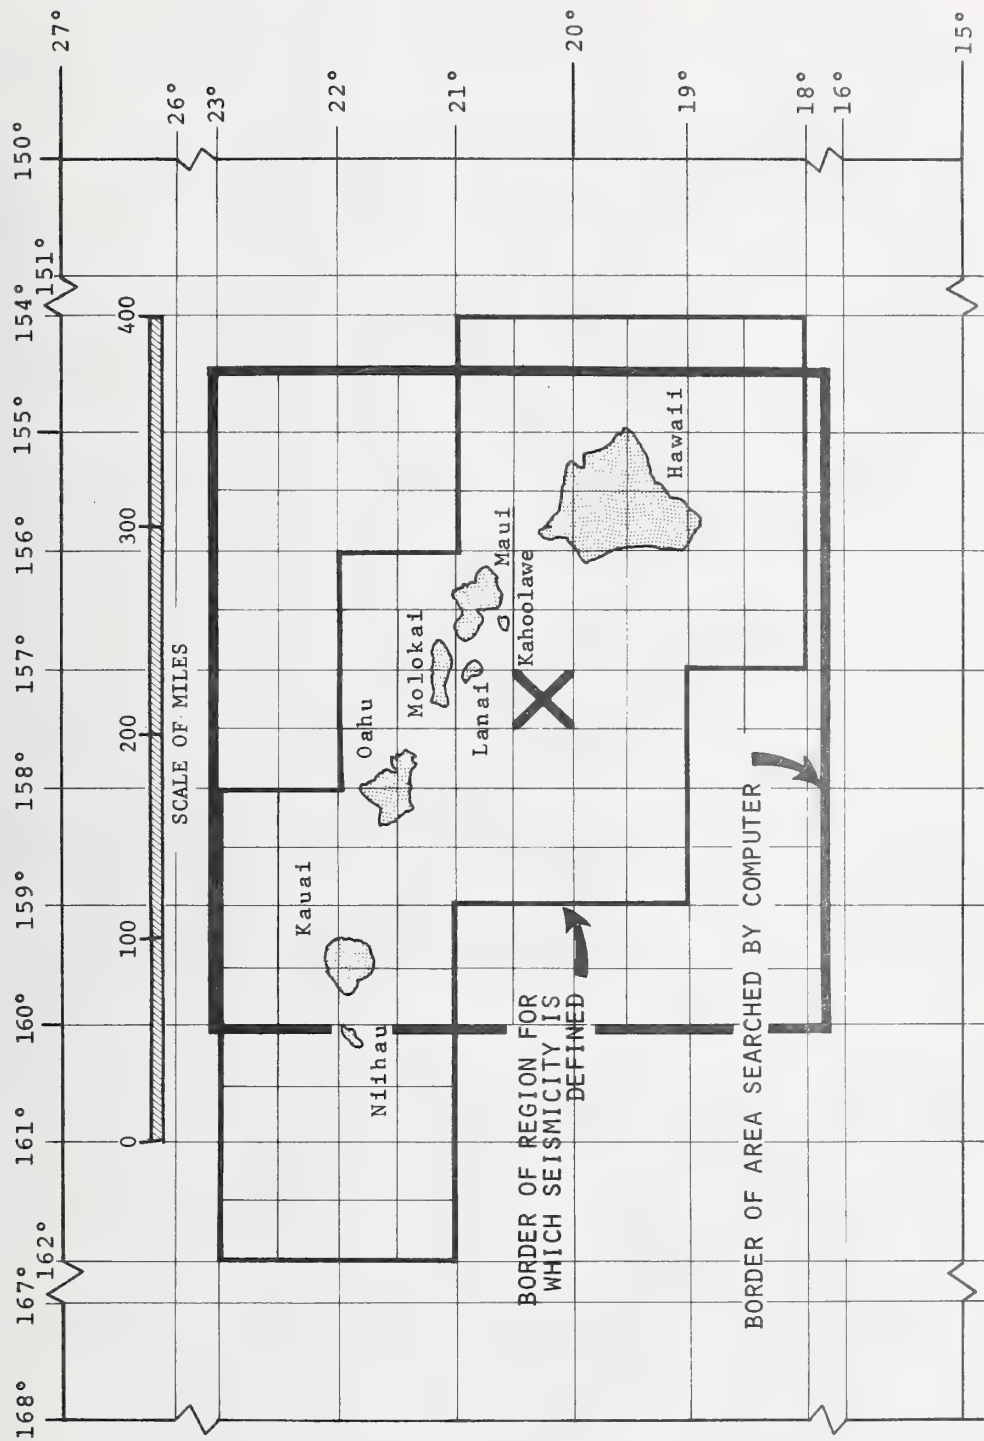 168°
167°
162°
161°
160°
159°
158°
157°
156°
155°
154°
151°
150°
27°
26°
23°
22°
21°
20°
19°
18°
16°
15°
0
100
200
300
400
SCALE OF MILES
Kauai
Niihau
Oahu
Molokai
Lanai
Maui
Kahoolawe
Hawaii
BORDER OF REGION FOR
WHICH SEISMICITY IS
DEFINED
BORDER OF AREA SEARCHED BY COMPUTER